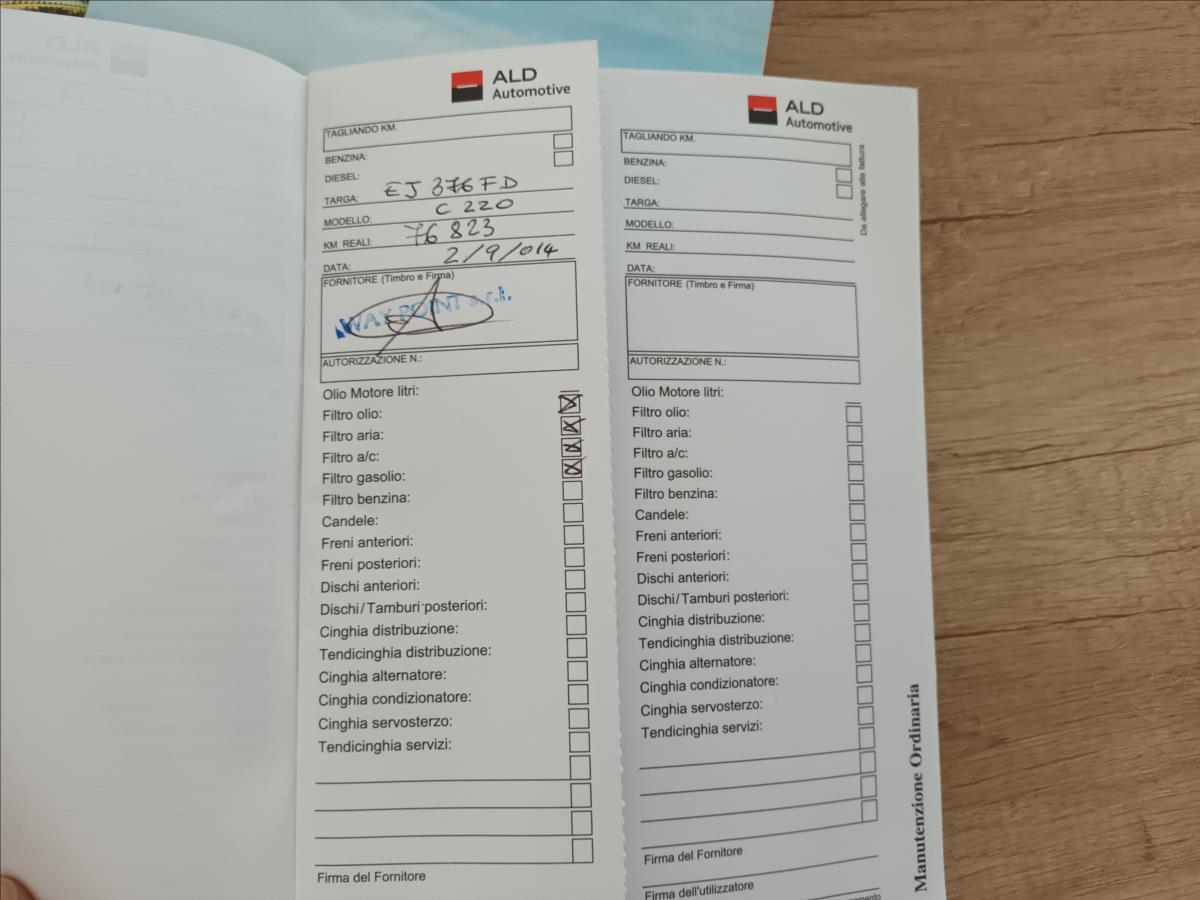 ALD
Automotive
TAGLIANDO KM.
BENZINA:
DIESEL:
TARGA: EJ 376FD
MODELLO: C 220
KM REALI: 76 823
DATA: 2/9/014
FORNITORE (Timbro e Firma)
WAY POINT s.r.l.
AUTORIZZAZIONE N.:
Olio Motore litri:
Filtro olio:
Filtro aria:
Filtro a/c:
Filtro gasolio:
Filtro benzina:
Candele:
Freni anteriori:
Freni posteriori:
Dischi anteriori:
Dischi/Tamburi posteriori:
Cinghia distribuzione:
Tendicinghia distribuzione:
Cinghia alternatore:
Cinghia condizionatore:
Cinghia servosterzo:
Tendicinghia servizi:
Firma del Fornitore
ALD
Automotive
TAGLIANDO KM.
BENZINA:
DIESEL:
TARGA:
MODELLO:
KM REALI:
DATA:
FORNITORE (Timbro e Firma)
AUTORIZZAZIONE N.:
Olio Motore litri:
Filtro olio:
Filtro aria:
Filtro a/c:
Filtro gasolio:
Filtro benzina:
Candele:
Freni anteriori:
Freni posteriori:
Dischi anteriori:
Dischi/Tamburi posteriori:
Cinghia distribuzione:
Tendicinghia distribuzione:
Cinghia alternatore:
Cinghia condizionatore:
Cinghia servosterzo:
Tendicinghia servizi:
Firma del Fornitore
Firma dell'utilizzatore
Da allegare alla fattura
Manutenzione Ordinaria